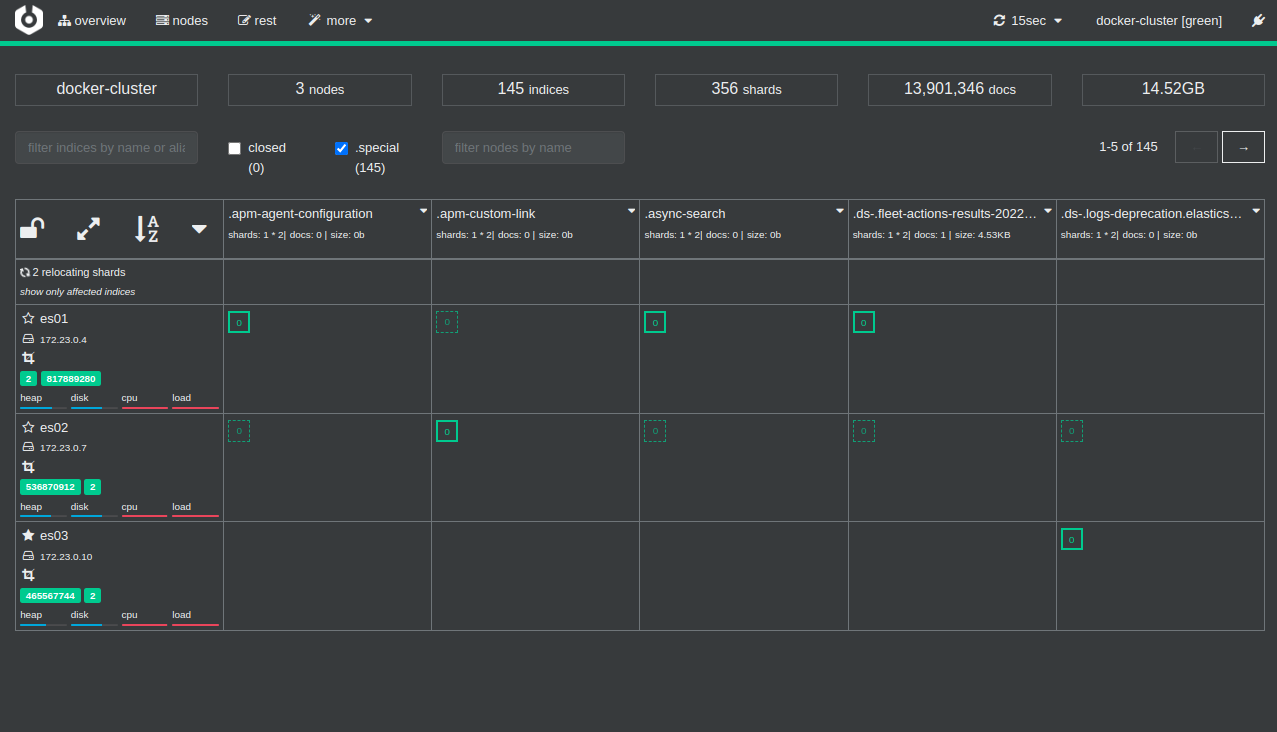 overview nodes rest more 15sec docker-cluster [green]
docker-cluster 3 nodes 145 indices 356 shards 13,901,346 docs 14.52GB
filter indices by name or alia closed (0) .special (145) filter nodes by name 1-5 of 145 ← →
A
Z
.apm-agent-configuration
shards: 1 * 2| docs: 0 | size: 0b
.apm-custom-link
shards: 1 * 2| docs: 0 | size: 0b
.async-search
shards: 1 * 2| docs: 0 | size: 0b
.ds-.fleet-actions-results-2022…
shards: 1 * 2| docs: 1 | size: 4.53KB
.ds-.logs-deprecation.elastics…
shards: 1 * 2| docs: 0 | size: 0b
2 relocating shards
show only affected indices
es01
172.23.0.4
2 817889280
heap disk cpu load
0 0 0 0
es02
172.23.0.7
536870912 2
heap disk cpu load
0 0 0 0 0
es03
172.23.0.10
465567744 2
heap disk cpu load
0